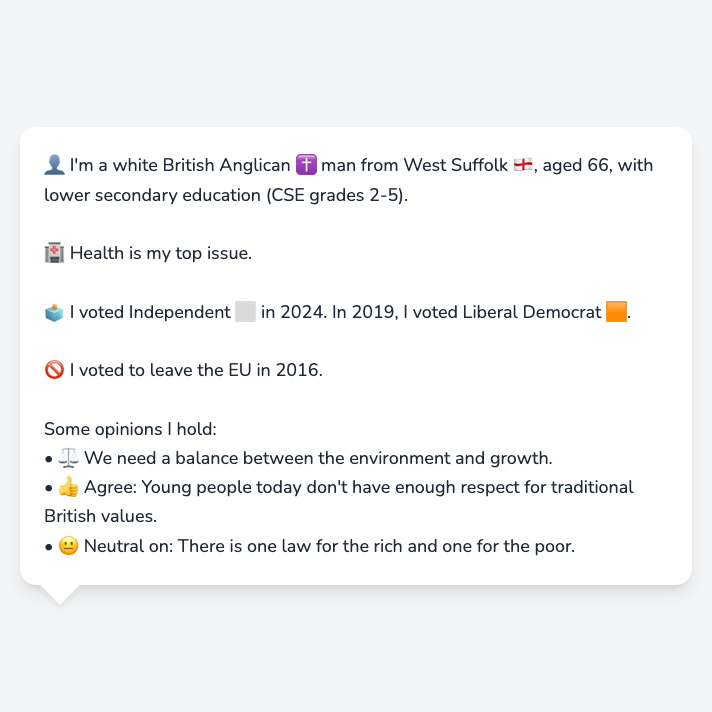 👤 I'm a white British Anglican ✝️ man from West Suffolk 🏴󠁧󠁢󠁥󠁮󠁧󠁿, aged 66, with
lower secondary education (CSE grades 2-5).
🏥 Health is my top issue.
🗳️ I voted Independent ⬜ in 2024. In 2019, I voted Liberal Democrat 🟧.
🚫 I voted to leave the EU in 2016.
Some opinions I hold:
• ⚖️ We need a balance between the environment and growth.
• 👍 Agree: Young people today don't have enough respect for traditional
British values.
• 😐 Neutral on: There is one law for the rich and one for the poor.